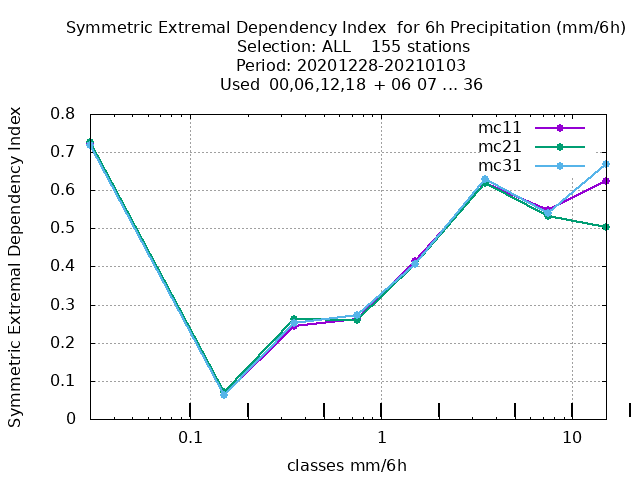 Symmetric Extremal Dependency Index  for 6h Precipitation (mm/6h)
Selection: ALL    155 stations
Period: 20201228-20210103
Used 00,06,12,18 + 06 07 ... 36
Symmetric Extremal Dependency Index
0.8
0.7
0.6
0.5
0.4
0.3
0.2
0.1
0
mc11
mc21
mc31
0.1 1 10
classes mm/6h